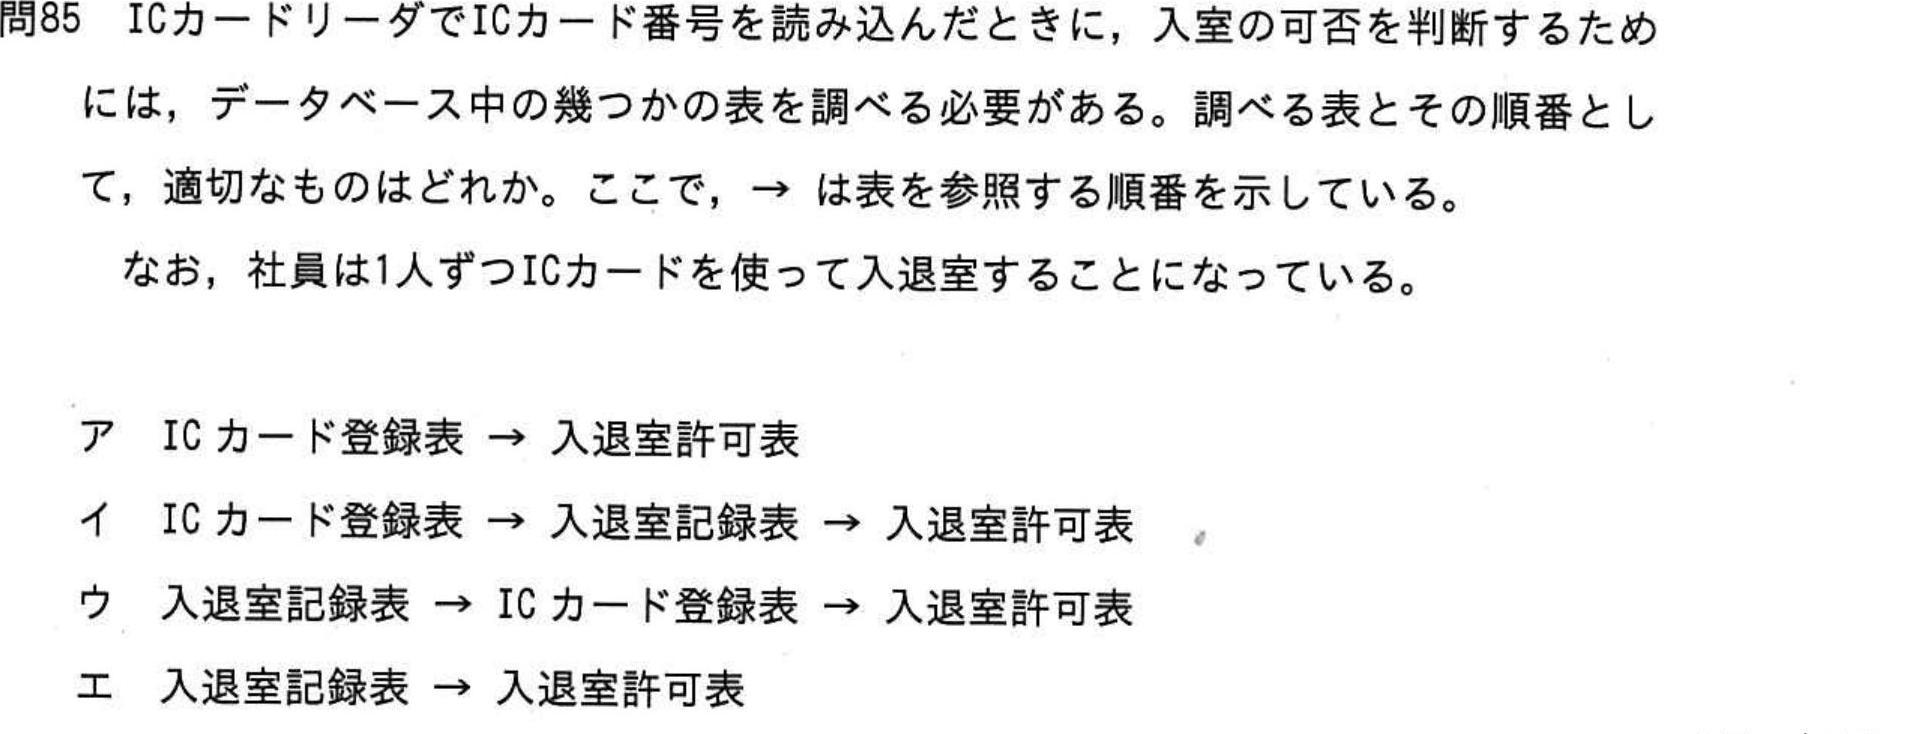 問85 ICカードリーダでICカード番号を読み込んだときに，入室の可否を判断するため
には，データベース中の幾つかの表を調べる必要がある。調べる表とその順番とし
て，適切なものはどれか。ここで，→ は表を参照する順番を示している。
なお，社員は1人ずつICカードを使って入退室することになっている。
ア IC カード登録表 → 入退室許可表
イ IC カード登録表 → 入退室記録表 → 入退室許可表
ウ 入退室記録表 → IC カード登録表 → 入退室許可表
エ 入退室記録表 → 入退室許可表